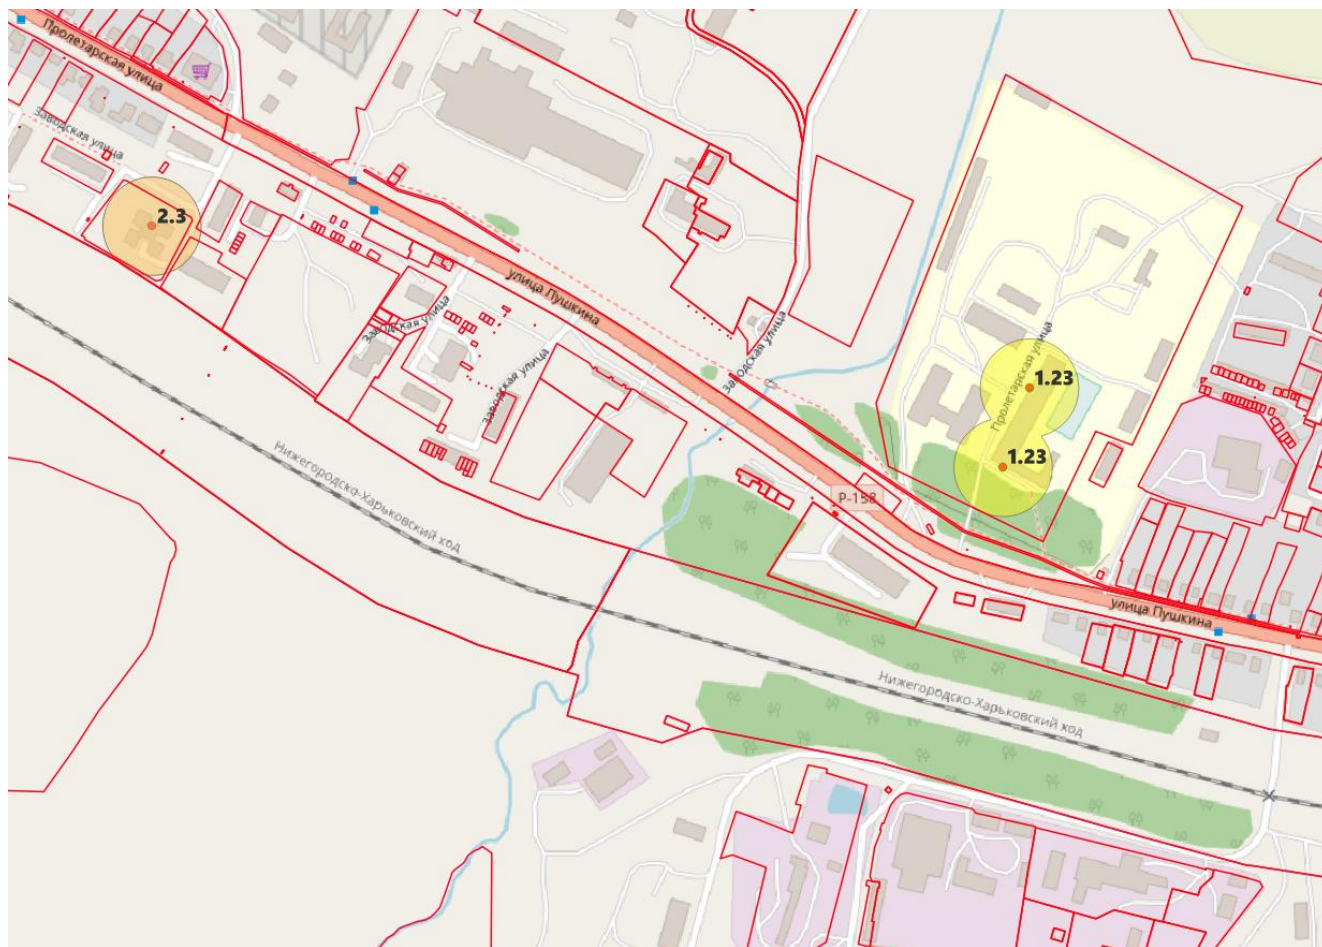 Пролетарская улица
Заводская улица
2.3
улица Пушкина
Заводская улица
Заводская улица
Заводская улица
Пролетарская улица
1.23
1.23
Р-158
Нижегородско-Харьковский ход
улица Пушкина
Нижегородско-Харьковский ход